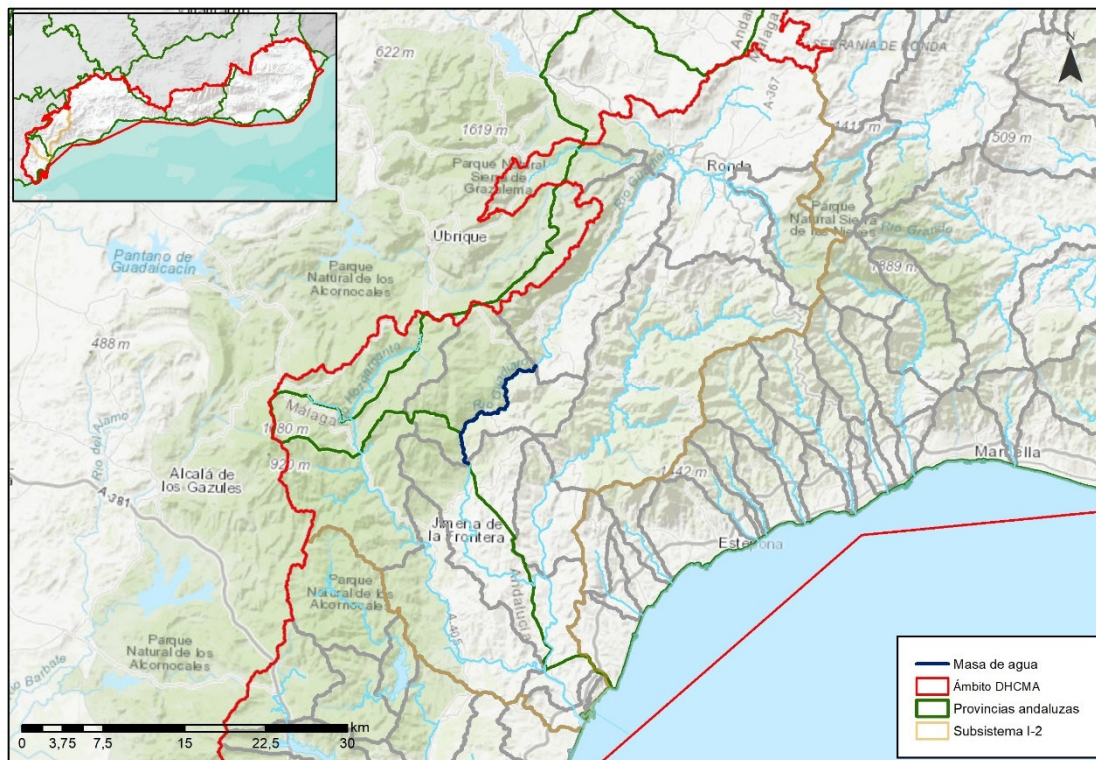 622 m
Andal
Málaga
SERRANÍA DE RONDA
N
A-367
1619 m
Parque Natural
Sierra
de
Grazalema
Río Guadiaro
Ronda
509 m
Ubrique
Parque
Natural Sierra
de las Nieves
Río Grande
Pantano de
Guadalcacín
Parque
Natural de los
Alcornocales
1889 m
488 m
Hozgarganta
Málaga
1080 m
920 m
Río del Álamo
Alcalá de
los Gazules
A-381
1442 m
Marbella
Jimena de
la Frontera
Estepona
Andalucía
Parque
Natural de los
Alcornocales
A-405
Parque
Natural de los
Alcornocales
Río Barbate
Masa de agua
Ámbito DHCMA
Provincias andaluzas
Subsistema I-2
km
0 3,75 7,5 15 22,5 30